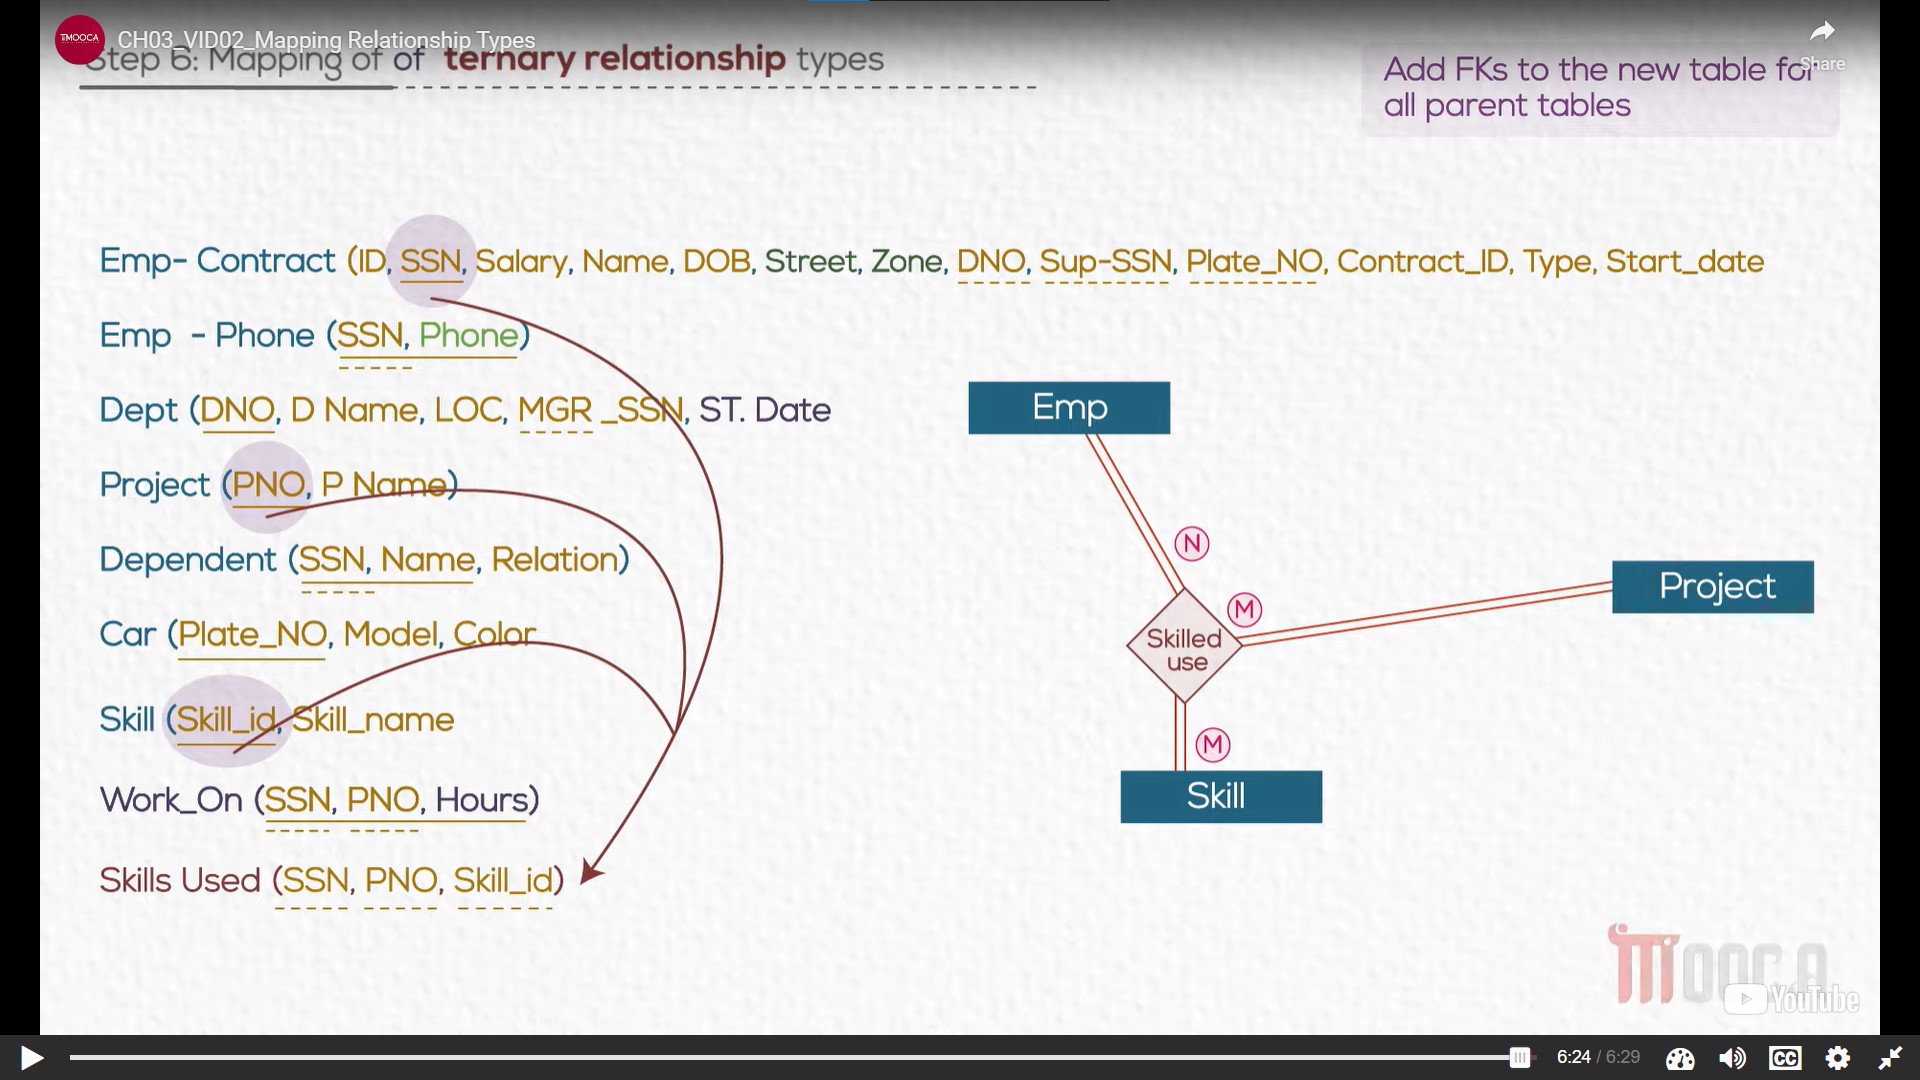 TMOOCA
CH03_VID02_Mapping Relationship Types
Share
Step 6: Mapping of of ternary relationship types
Add FKs to the new table for
all parent tables
Emp- Contract (ID, SSN, Salary, Name, DOB, Street, Zone, DNO, Sup-SSN, Plate_NO, Contract_ID, Type, Start_date
Emp - Phone (SSN, Phone)
Dept (DNO, D Name, LOC, MGR _SSN, ST. Date
Project (PNO, P Name)
Dependent (SSN, Name, Relation)
Car (Plate_NO, Model, Color
Skill (Skill_id, Skill_name
Work_On (SSN, PNO, Hours)
Skills Used (SSN, PNO, Skill_id)
Emp
N
M
Project
Skilled
use
M
Skill
MOOCA
YouTube
6:24 / 6:29
CC